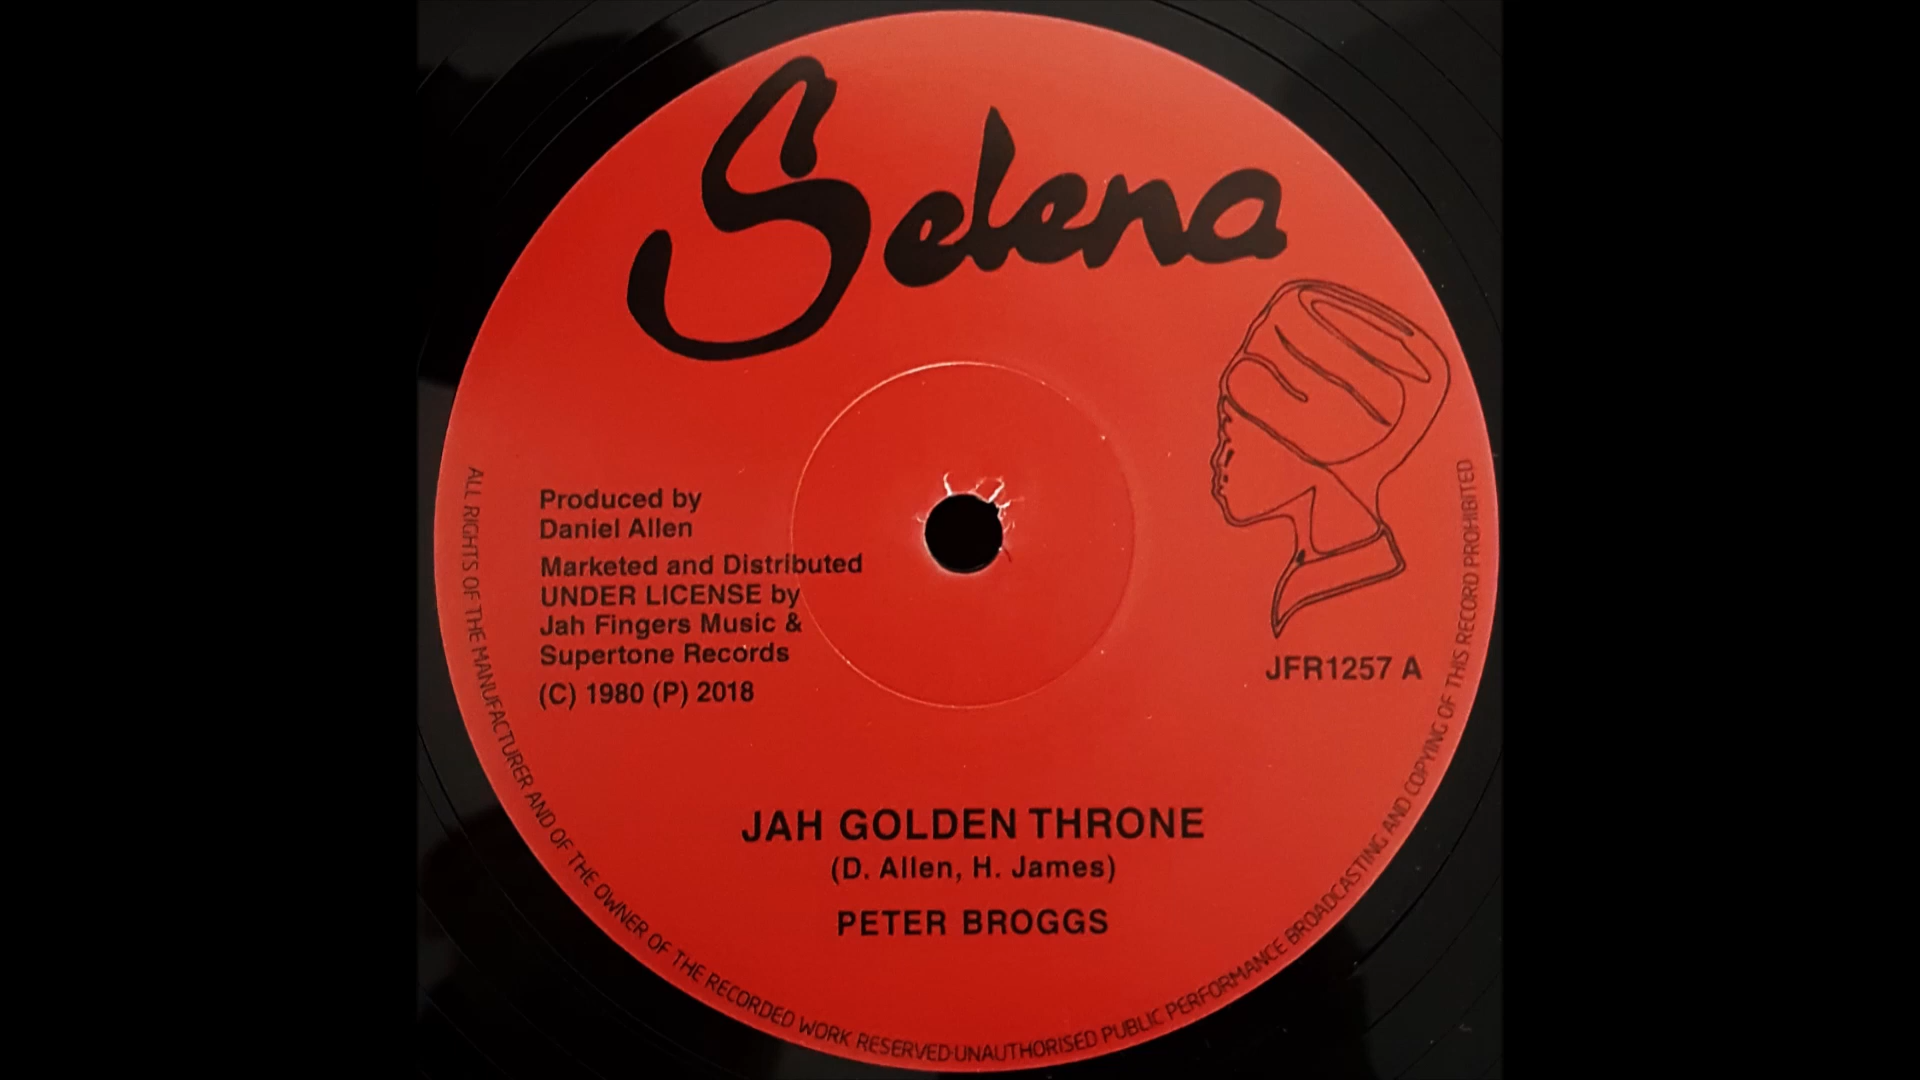 Selena
Produced by
Daniel Allen
Marketed and Distributed
UNDER LICENSE by
Jah Fingers Music &
Supertone Records
(C) 1980 (P) 2018
JFR1257 A
JAH GOLDEN THRONE
(D. Allen, H. James)
PETER BROGGS
ALL RIGHTS OF THE MANUFACTURER AND OF THE OWNER OF THE RECORDED WORK RESERVED·UNAUTHORISED PUBLIC PERFORMANCE BROADCASTING AND COPYING OF THIS RECORD PROHIBITED